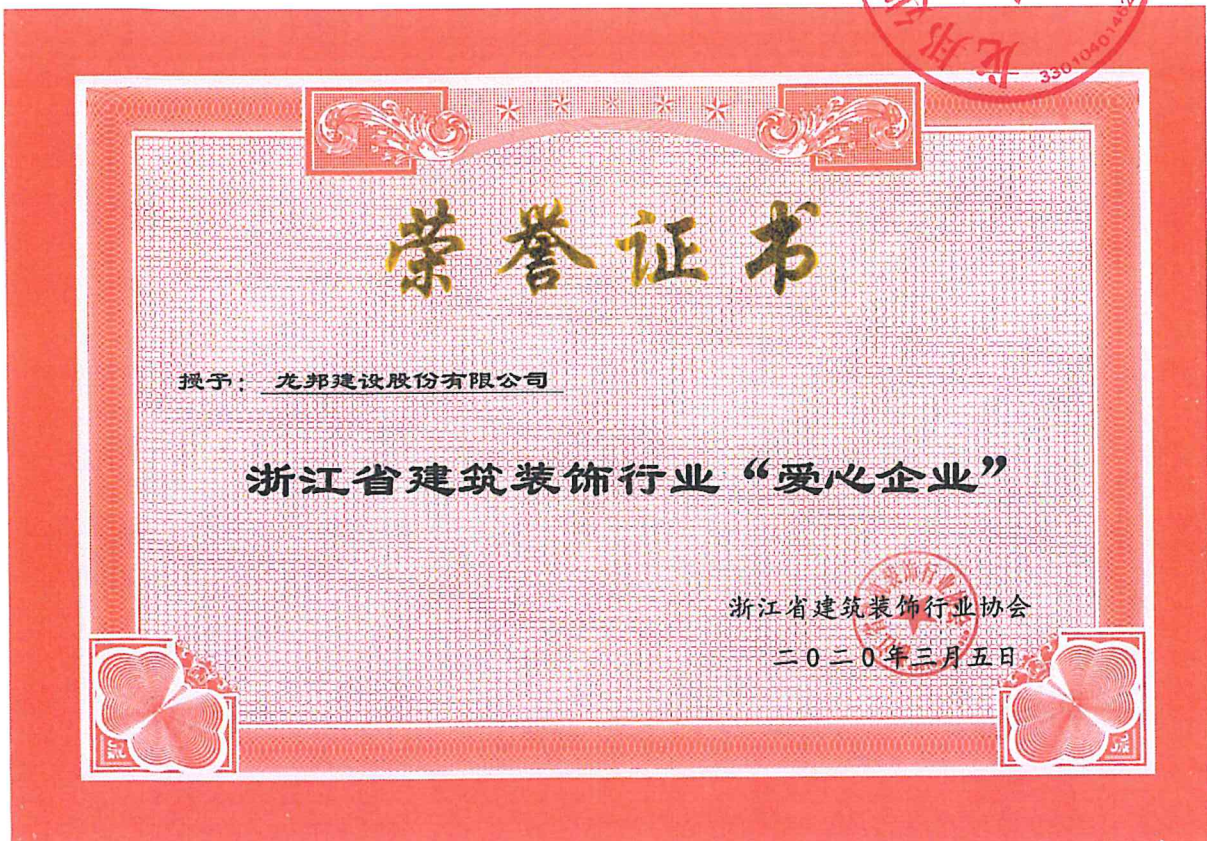 荣誉证书
授予：龙邦建设股份有限公司
浙江省建筑装饰行业“爱心企业”
浙江省建筑装饰行业协会
二0二0年三月五日